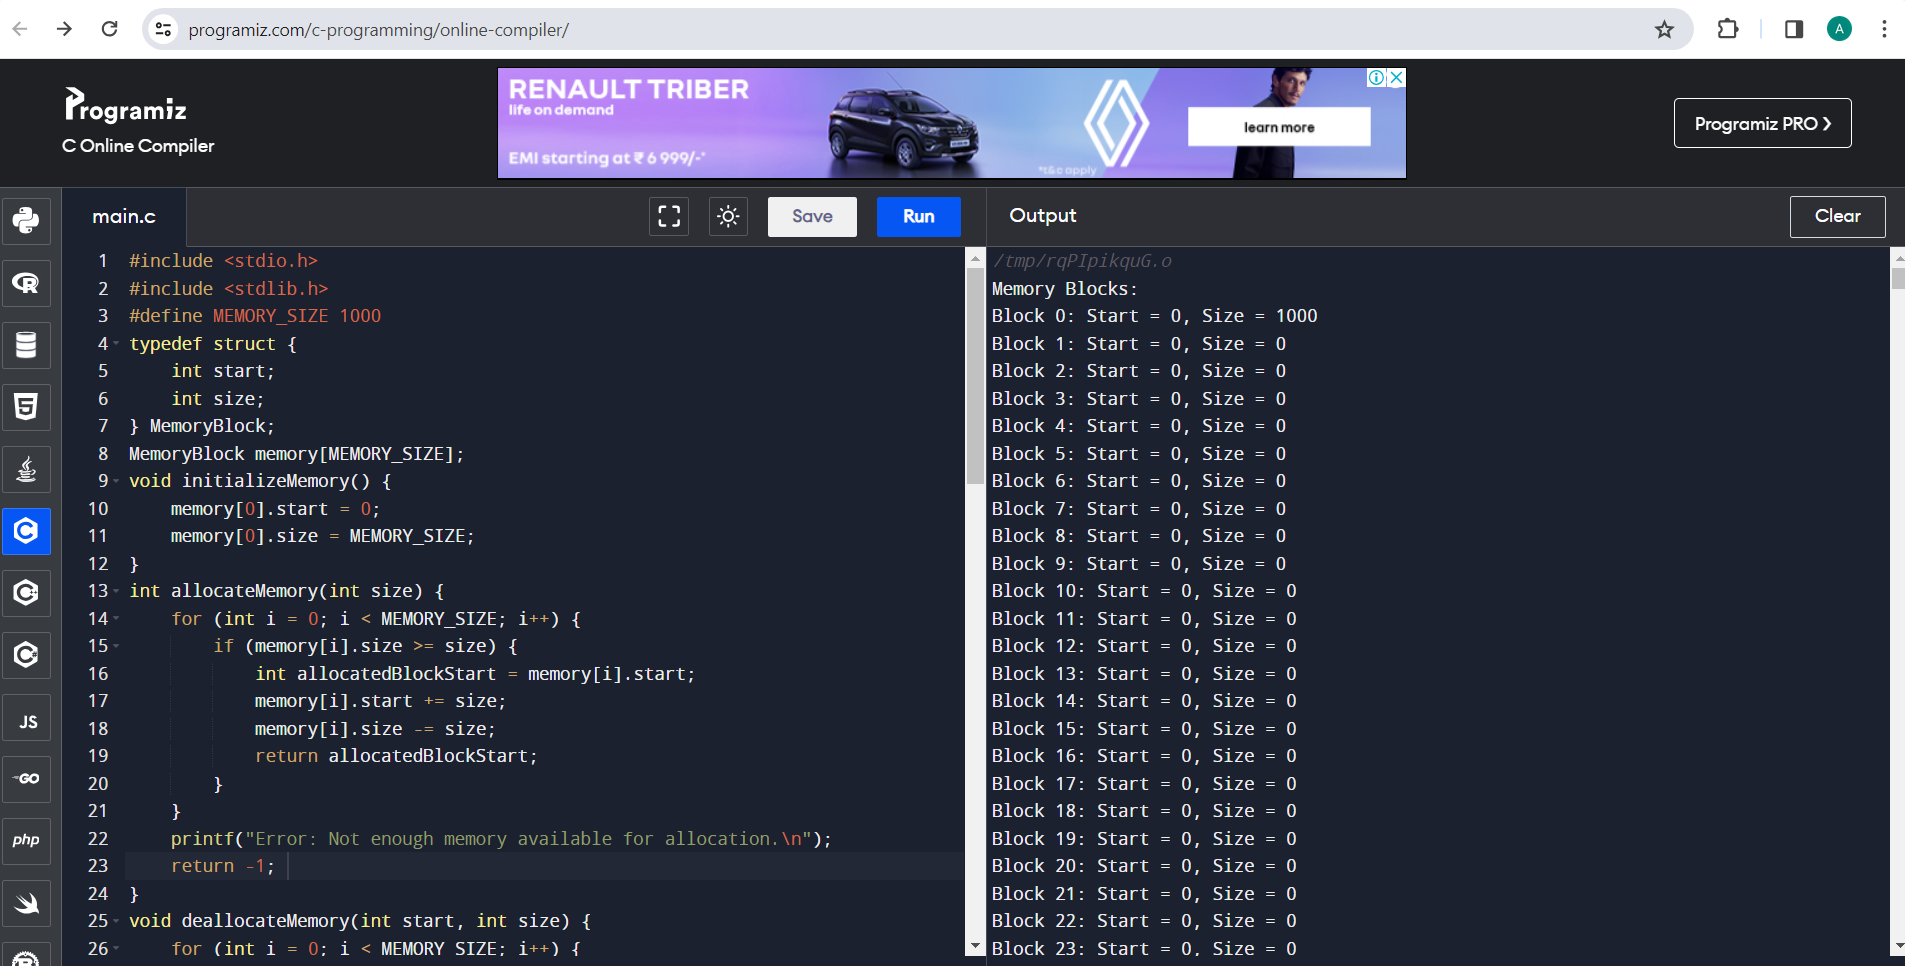 programiz.com/c-programming/online-compiler/
A
Programiz
C Online Compiler
RENAULT TRIBER
life on demand
EMI starting at ₹ 6 999/-*
*t&c apply
learn more
Programiz PRO ❯
main.c
Save
Run
Output
Clear
1 #include <stdio.h>
2 #include <stdlib.h>
3 #define MEMORY_SIZE 1000
4 typedef struct {
5     int start;
6     int size;
7 } MemoryBlock;
8 MemoryBlock memory[MEMORY_SIZE];
9 void initializeMemory() {
10     memory[0].start = 0;
11     memory[0].size = MEMORY_SIZE;
12 }
13 int allocateMemory(int size) {
14     for (int i = 0; i < MEMORY_SIZE; i++) {
15         if (memory[i].size >= size) {
16             int allocatedBlockStart = memory[i].start;
17             memory[i].start += size;
18             memory[i].size -= size;
19             return allocatedBlockStart;
20         }
21     }
22     printf("Error: Not enough memory available for allocation.\n");
23     return -1;
24 }
25 void deallocateMemory(int start, int size) {
26     for (int i = 0; i < MEMORY_SIZE; i++) {
/tmp/rqPIpikquG.o
Memory Blocks:
Block 0: Start = 0, Size = 1000
Block 1: Start = 0, Size = 0
Block 2: Start = 0, Size = 0
Block 3: Start = 0, Size = 0
Block 4: Start = 0, Size = 0
Block 5: Start = 0, Size = 0
Block 6: Start = 0, Size = 0
Block 7: Start = 0, Size = 0
Block 8: Start = 0, Size = 0
Block 9: Start = 0, Size = 0
Block 10: Start = 0, Size = 0
Block 11: Start = 0, Size = 0
Block 12: Start = 0, Size = 0
Block 13: Start = 0, Size = 0
Block 14: Start = 0, Size = 0
Block 15: Start = 0, Size = 0
Block 16: Start = 0, Size = 0
Block 17: Start = 0, Size = 0
Block 18: Start = 0, Size = 0
Block 19: Start = 0, Size = 0
Block 20: Start = 0, Size = 0
Block 21: Start = 0, Size = 0
Block 22: Start = 0, Size = 0
Block 23: Start = 0, Size = 0
R
5
C
C++
C#
JS
GO
php
R